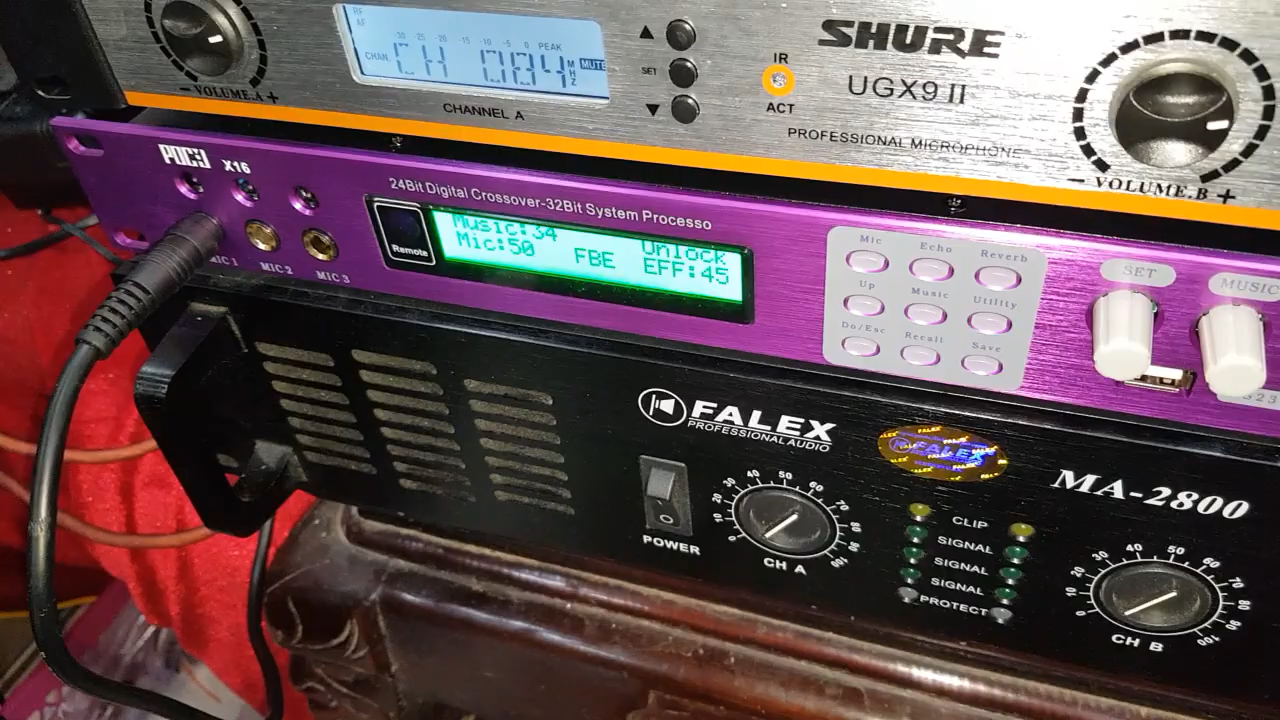 RF
AF
-30 -25 -20 -15 -10 -5 0 PEAK
CHAN. CH 084 MHZ MUTE
- VOLUME.A +
CHANNEL A
SET
IR
ACT
SHURE
UGX9 II
PROFESSIONAL MICROPHONE
- VOLUME.B +
X16
24Bit Digital Crossover-32Bit System Processo
Remote
Music:34 Unlock
Mic:50 FBE EFF:45
MIC 1 MIC 2 MIC 3
Mic Echo Reverb
Up Music Utility
Do/Esc Recall Save
SET MUSIC
FALEX
PROFESSIONAL AUDIO
FALEX
MA-2800
POWER
0 10 20 30 40 50 60 70 80 90 100
CH A
CLIP
SIGNAL
SIGNAL
SIGNAL
PROTECT
0 10 20 30 40 50 60 70 80 90 100
CH B